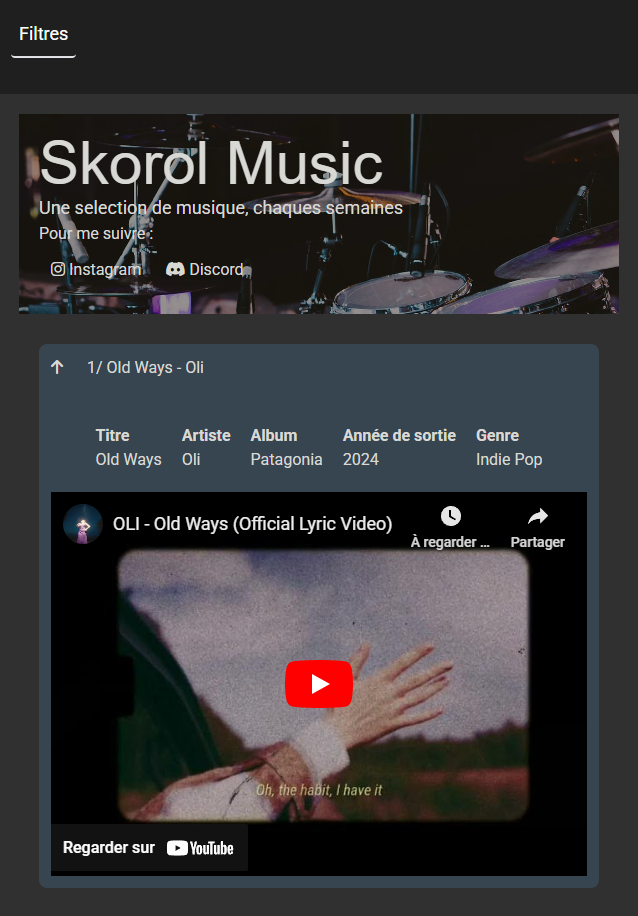 Filtres
Skorol Music
Une selection de musique, chaques semaines
Pour me suivre :
Instagram Discord
1/ Old Ways - Oli
Titre Artiste Album Année de sortie Genre
Old Ways Oli Patagonia 2024 Indie Pop
OLI - Old Ways (Official Lyric Video)
À regarder ... Partager
Oh, the habit, I have it
Regarder sur YouTube